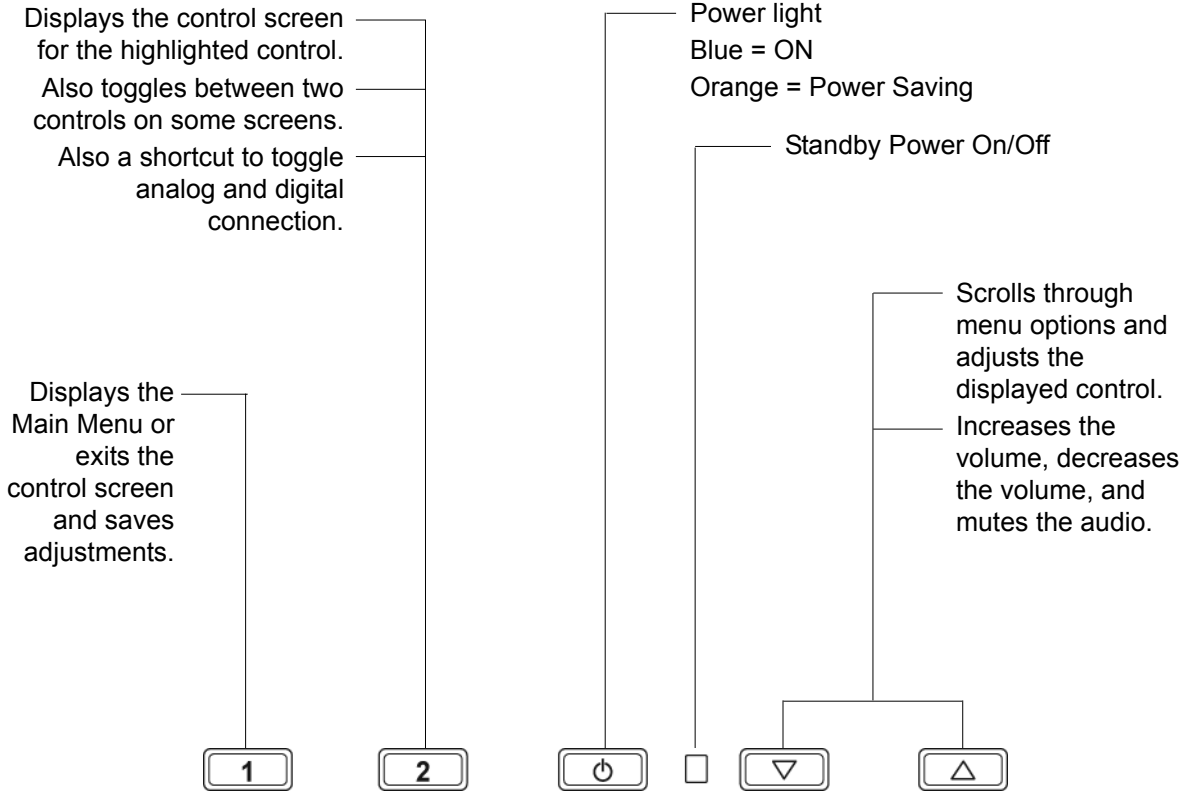 Displays the control screen
for the highlighted control.
Also toggles between two
controls on some screens.
Also a shortcut to toggle
analog and digital
connection.
Power light
Blue = ON
Orange = Power Saving
Standby Power On/Off
Scrolls through
menu options and
adjusts the
displayed control.
Increases the
volume, decreases
the volume, and
mutes the audio.
Displays the
Main Menu or
exits the
control screen
and saves
adjustments.
1
2